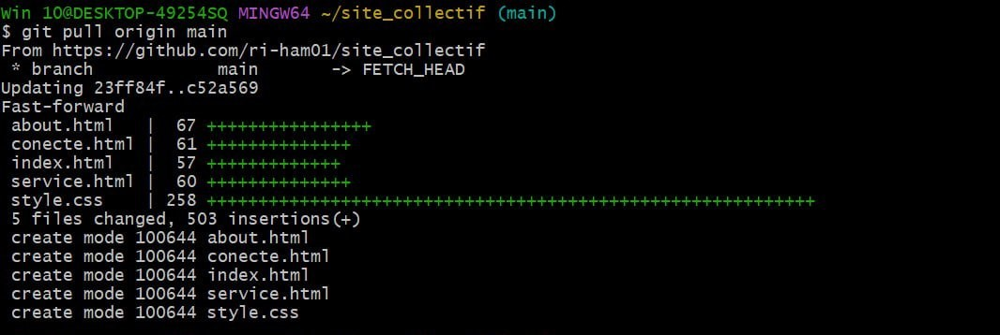 Win 10@DESKTOP-49254SQ MINGW64 ~/site_collectif (main)
$ git pull origin main
From https://github.com/ri-ham01/site_collectif
 * branch            main       -> FETCH_HEAD
Updating 23ff84f..c52a569
Fast-forward
 about.html   |  67 ++++++++++++++++
 conecte.html |  61 ++++++++++++++
 index.html   |  57 +++++++++++++
 service.html |  60 ++++++++++++++
 style.css    | 258 +++++++++++++++++++++++++++++++++++++++++++++++++++++++++++
 5 files changed, 503 insertions(+)
 create mode 100644 about.html
 create mode 100644 conecte.html
 create mode 100644 index.html
 create mode 100644 service.html
 create mode 100644 style.css